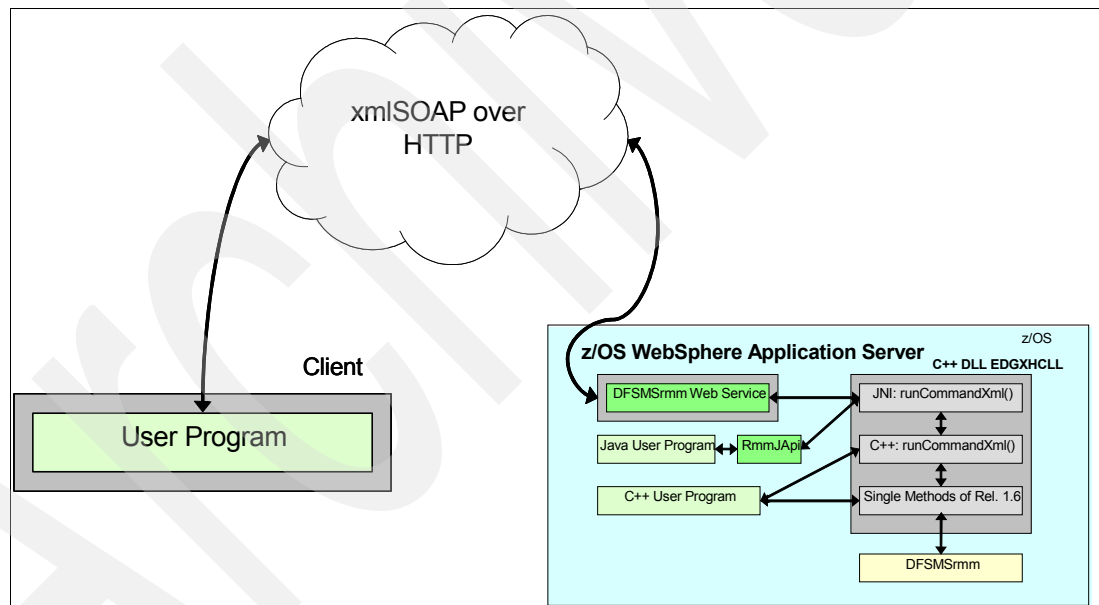 xmlSOAP over
HTTP
Client
User Program
z/OS
z/OS WebSphere Application Server
C++ DLL EDGXHCLL
DFSMSrmm Web Service
JNI: runCommandXml()
Java User Program
RmmJApi
C++: runCommandXml()
C++ User Program
Single Methods of Rel. 1.6
DFSMSrmm